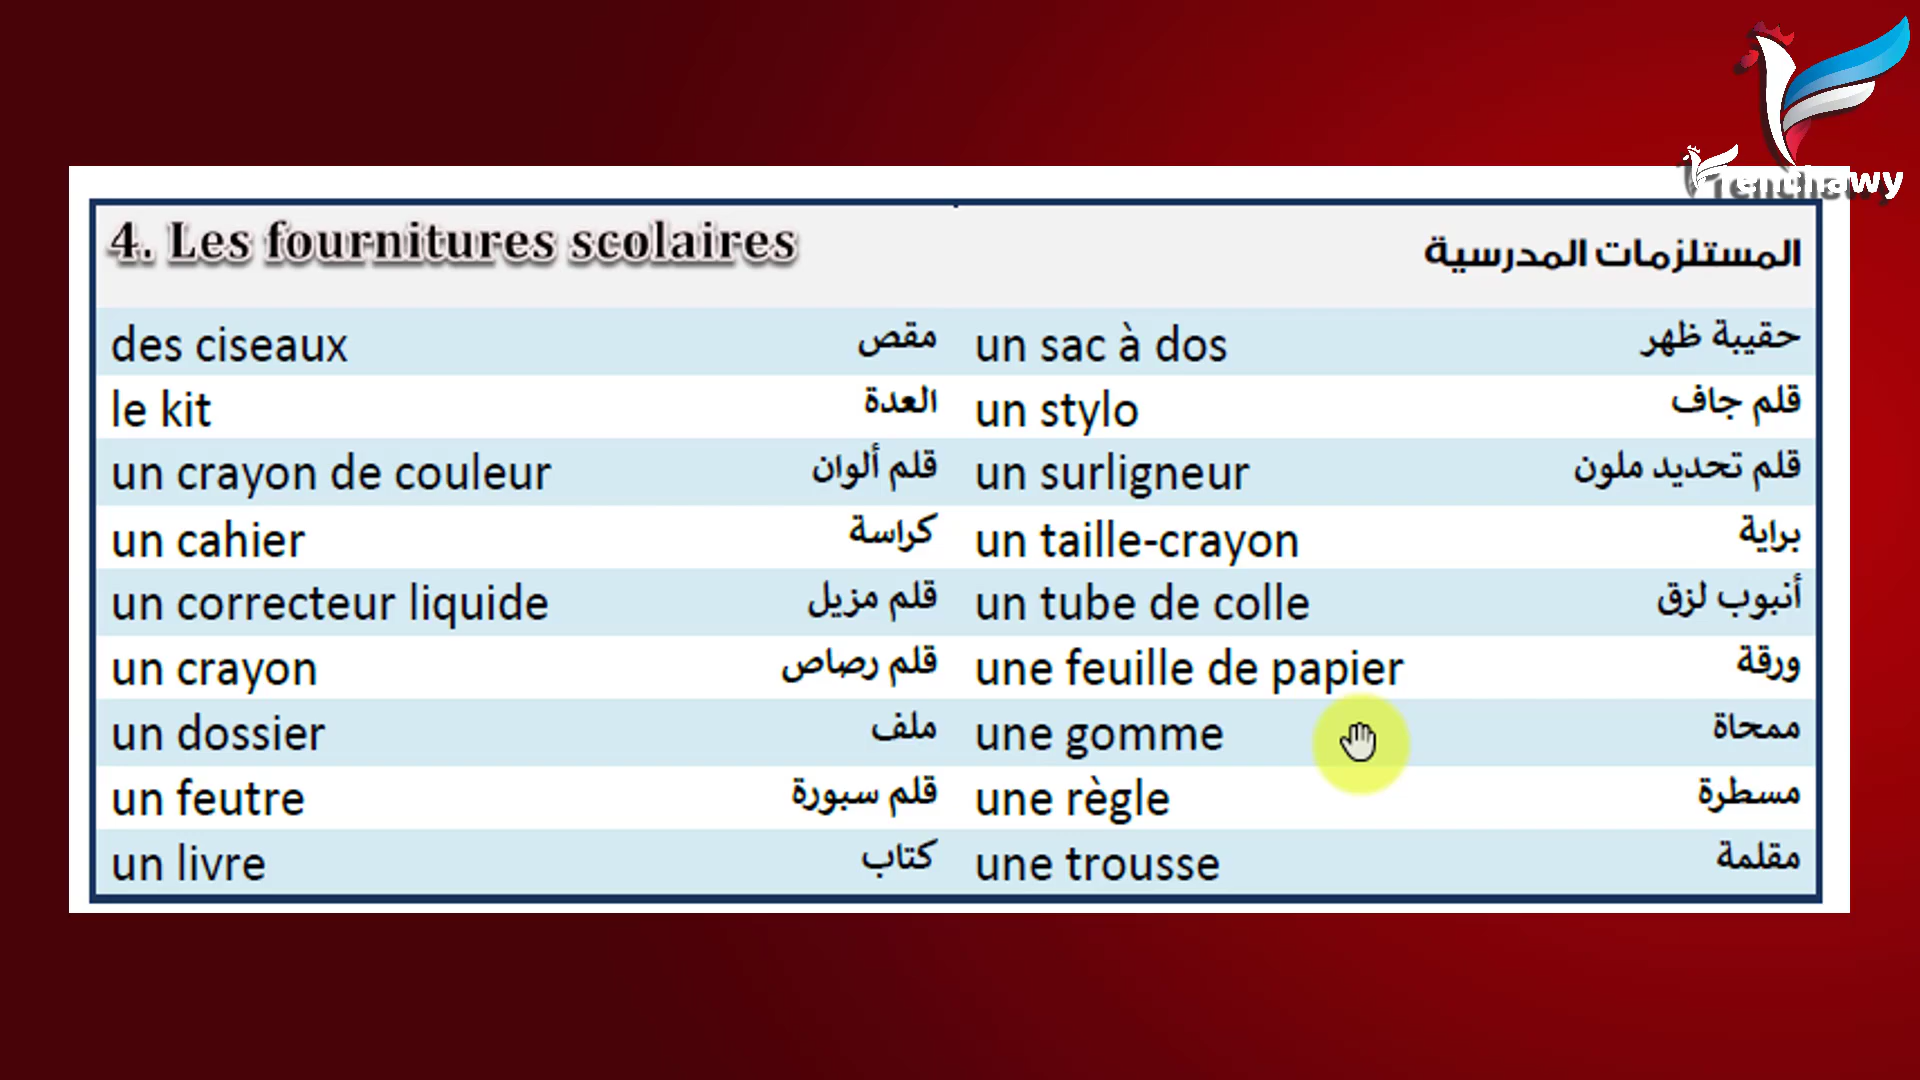 Frenchawy
4. Les fournitures scolaires المستلزمات المدرسية
des ciseaux مقص un sac à dos حقيبة ظهر
le kit العدة un stylo قلم جاف
un crayon de couleur قلم ألوان un surligneur قلم تحديد ملون
un cahier كراسة un taille-crayon براية
un correcteur liquide قلم مزيل un tube de colle أنبوب لزق
un crayon قلم رصاص une feuille de papier ورقة
un dossier ملف une gomme ممحاة
un feutre قلم سبورة une règle مسطرة
un livre كتاب une trousse مقلمة